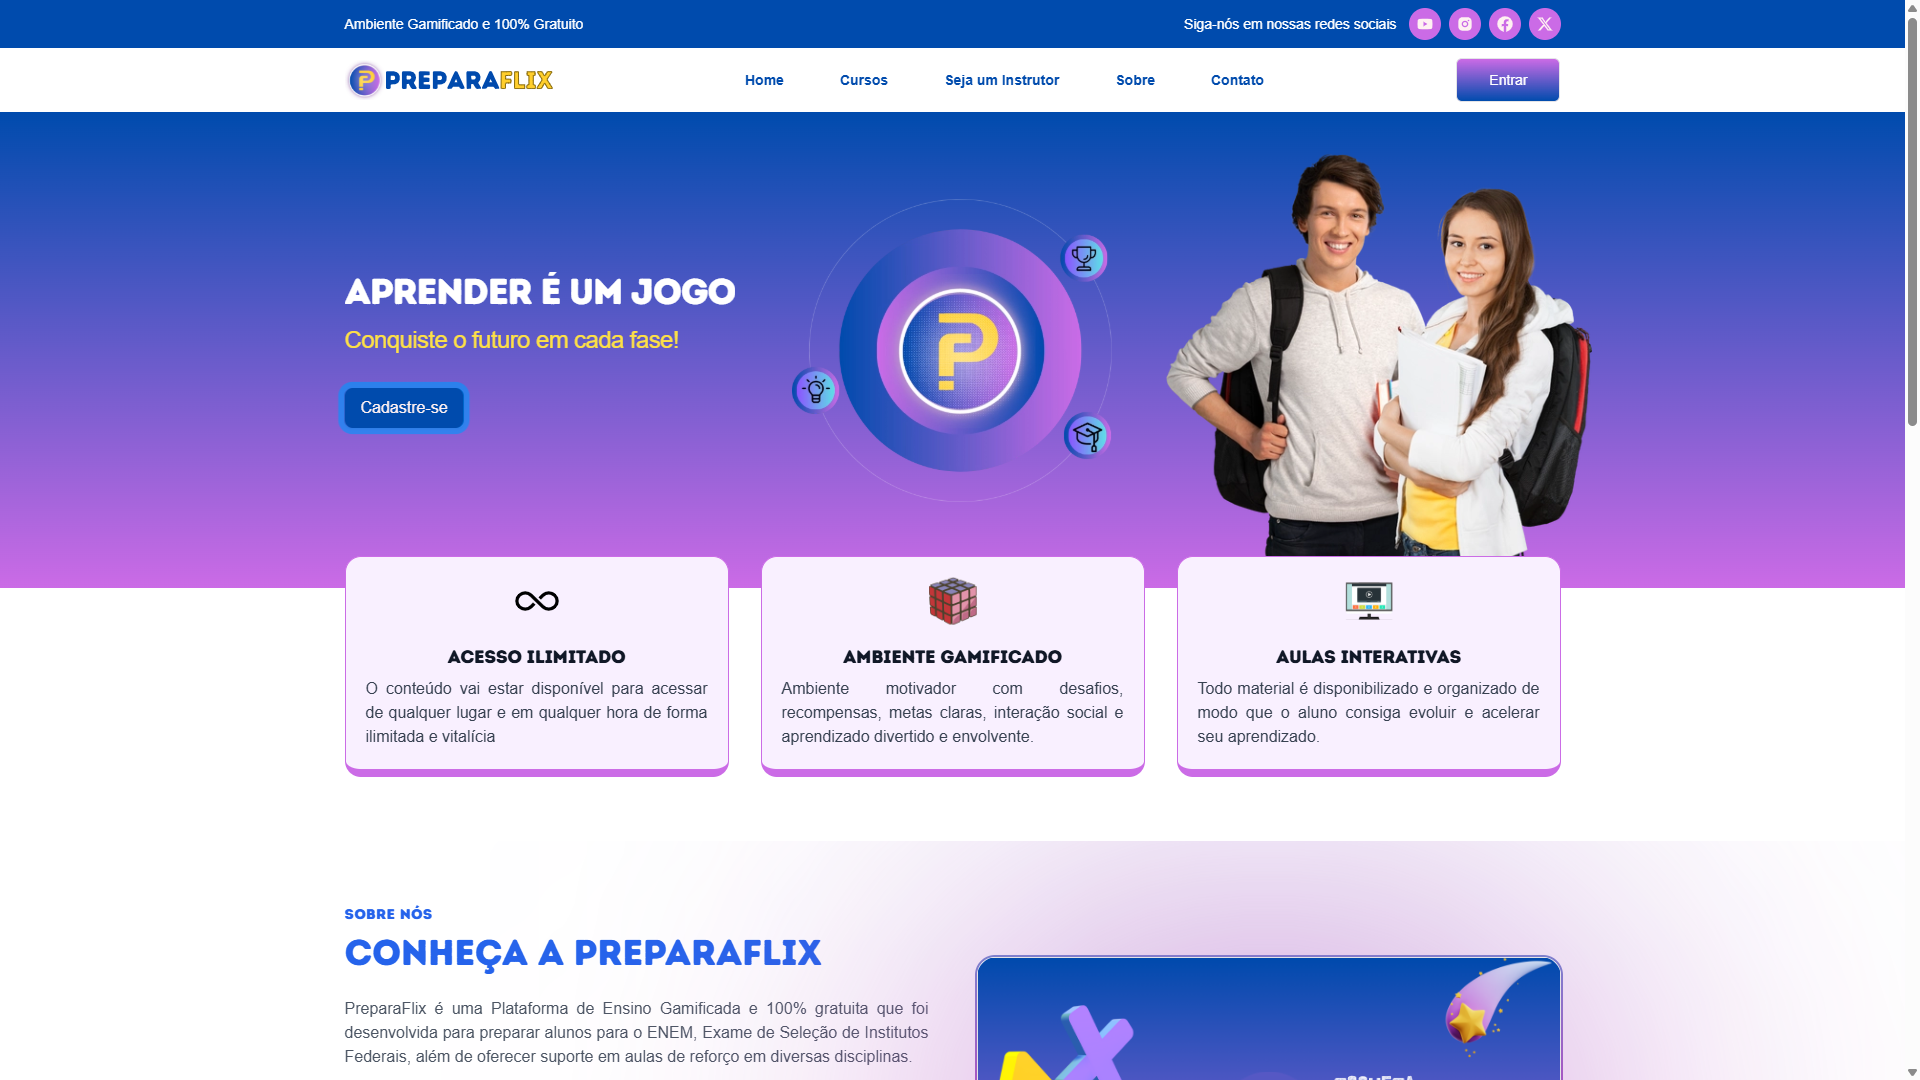 Ambiente Gamificado e 100% Gratuito
Siga-nós em nossas redes sociais
PREPARAFLIX
Home
Cursos
Seja um Instrutor
Sobre
Contato
Entrar
APRENDER É UM JOGO
Conquiste o futuro em cada fase!
Cadastre-se
ACESSO ILIMITADO
O conteúdo vai estar disponível para acessar
de qualquer lugar e em qualquer hora de forma
ilimitada e vitalícia
AMBIENTE GAMIFICADO
Ambiente motivador com desafios,
recompensas, metas claras, interação social e
aprendizado divertido e envolvente.
AULAS INTERATIVAS
Todo material é disponibilizado e organizado de
modo que o aluno consiga evoluir e acelerar
seu aprendizado.
SOBRE NÓS
CONHEÇA A PREPARAFLIX
PreparaFlix é uma Plataforma de Ensino Gamificada e 100% gratuita que foi
desenvolvida para preparar alunos para o ENEM, Exame de Seleção de Institutos
Federais, além de oferecer suporte em aulas de reforço em diversas disciplinas.